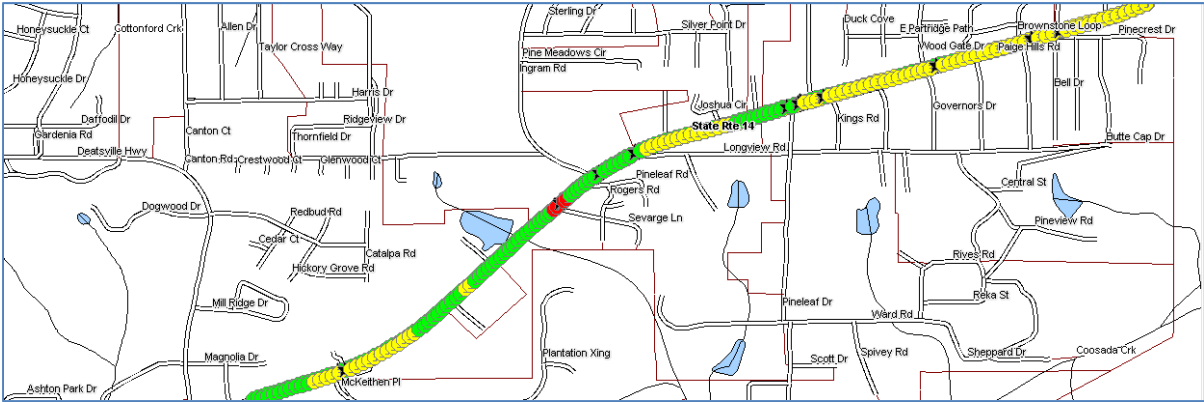 Honeysuckle Ct
Cottonford Crk
Allen Dr
Sterling Dr
Silver Point Dr
Duck Cove
E Partridge Path
Brownstone Loop
Pinecrest Dr
Taylor Cross Way
Pine Meadows Cir
Wood Gate Dr
Paige Hills Rd
Ingram Rd
Honeysuckle Dr
Harris Dr
Bell Dr
Joshua Cir
Governors Dr
Daffodil Dr
Ridgeview Dr
Kings Rd
Gardenia Rd
Canton Ct
Thornfield Dr
State Rte 14
Butte Cap Dr
Deatsville Hwy
Longview Rd
Canton Rd
Crestwood Ct
Glenwood Ct
Pineleaf Rd
Central St
Rogers Rd
Dogwood Dr
Redbud Rd
Sevarge Ln
Pineview Rd
Cedar Ct
Catalpa Rd
Rives Rd
Hickory Grove Rd
Mill Ridge Dr
Pineleaf Dr
Reka St
Ward Rd
Magnolia Dr
Plantation Xing
Scott Dr
Spivey Rd
Sheppard Dr
Coosada Crk
McKeithen Pl
Ashton Park Dr